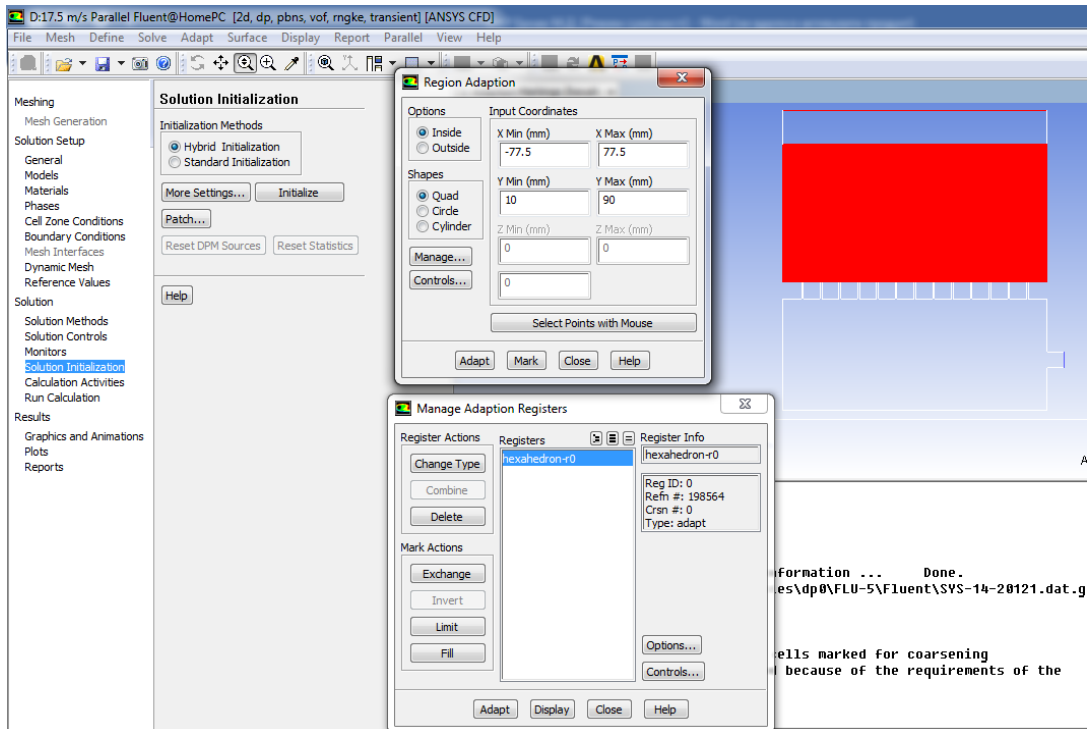 D:17.5 m/s Parallel Fluent@HomePC [2d, dp, pbns, vof, rngke, transient] [ANSYS CFD]
File Mesh Define Solve Adapt Surface Display Report Parallel View Help
Meshing
Mesh Generation
Solution Setup
General
Models
Materials
Phases
Cell Zone Conditions
Boundary Conditions
Mesh Interfaces
Dynamic Mesh
Reference Values
Solution
Solution Methods
Solution Controls
Monitors
Solution Initialization
Calculation Activities
Run Calculation
Results
Graphics and Animations
Plots
Reports
Solution Initialization
Initialization Methods
Hybrid Initialization
Standard Initialization
More Settings... Initialize
Patch...
Reset DPM Sources Reset Statistics
Help
Region Adaption
Options
Inside
Outside
Shapes
Quad
Circle
Cylinder
Manage...
Controls...
Input Coordinates
X Min (mm) X Max (mm)
-77.5 77.5
Y Min (mm) Y Max (mm)
10 90
Z Min (mm) Z Max (mm)
0 0
0
Select Points with Mouse
Adapt Mark Close Help
Manage Adaption Registers
Register Actions
Change Type
Combine
Delete
Mark Actions
Exchange
Invert
Limit
Fill
Registers
hexahedron-r0
Register Info
hexahedron-r0
Reg ID: 0
Refn #: 198564
Crsn #: 0
Type: adapt
Options...
Controls...
Adapt Display Close Help
A
formation ... Done.
es\dp0\FLU-5\Fluent\SYS-14-20121.dat.g
ells marked for coarsening
because of the requirements of the